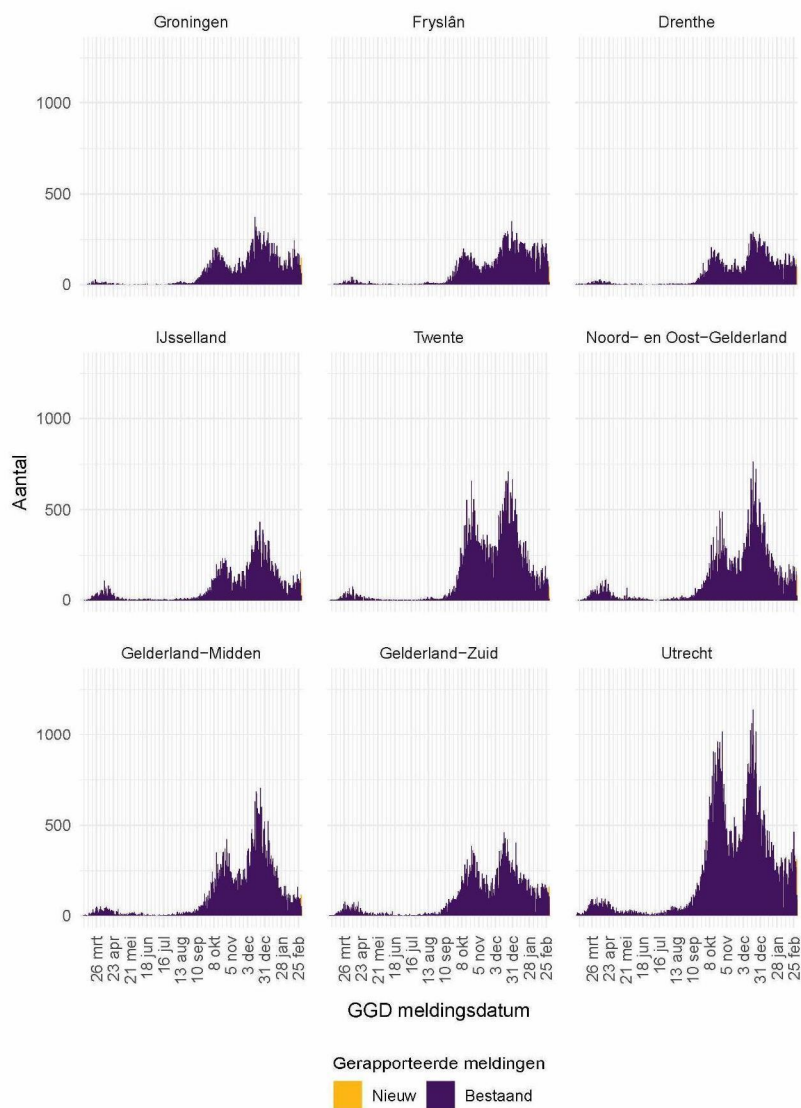 Groningen Fryslân Drenthe
1000
500
0
IJsselland Twente Noord- en Oost-Gelderland
1000
500
0
Aantal
Gelderland-Midden Gelderland-Zuid Utrecht
1000
500
0
26 mrt 23 apr 21 mei 18 jun 16 jul 13 aug 10 sep 8 okt 5 nov 3 dec 31 dec 28 jan 25 feb 26 mrt 23 apr 21 mei 18 jun 16 jul 13 aug 10 sep 8 okt 5 nov 3 dec 31 dec 28 jan 25 feb 26 mrt 23 apr 21 mei 18 jun 16 jul 13 aug 10 sep 8 okt 5 nov 3 dec 31 dec 28 jan 25 feb
GGD meldingsdatum
Gerapporteerde meldingen
Nieuw Bestaand